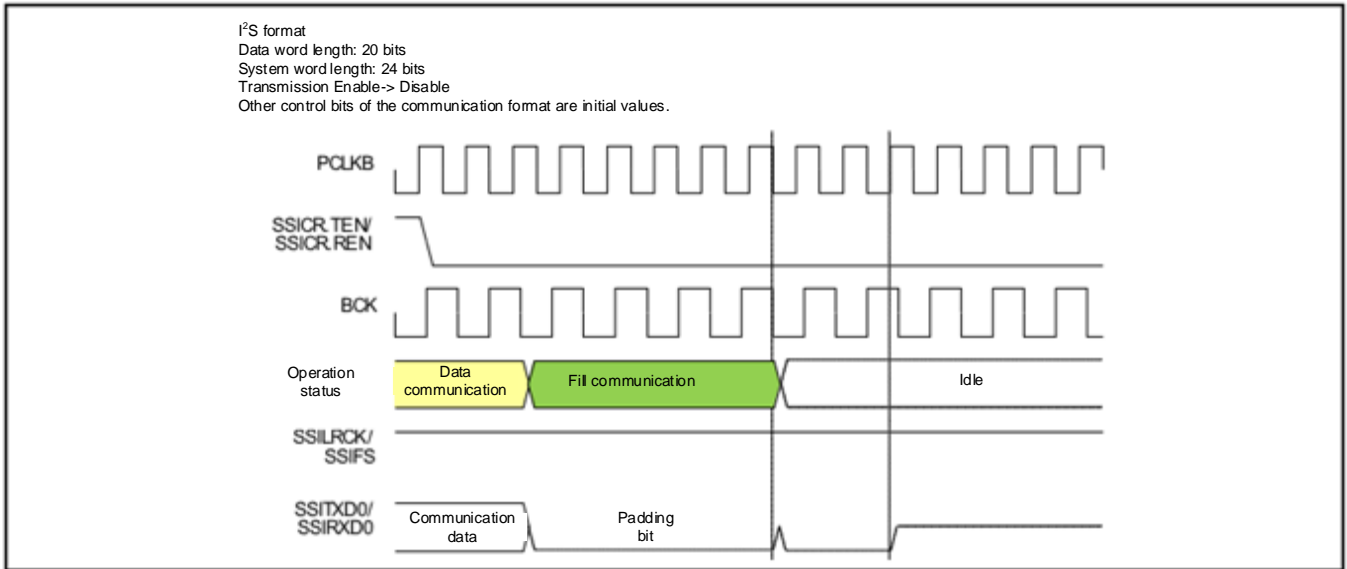 I²S format
Data word length: 20 bits
System word length: 24 bits
Transmission Enable-> Disable
Other control bits of the communication format are initial values.
PCLKB
SSICR.TEN/
SSICR.REN
BCK
Operation
status
Data
communication
Fill communication
Idle
SSILRCK/
SSIFS
SSITXD0/
SSIRXD0
Communication
data
Padding
bit